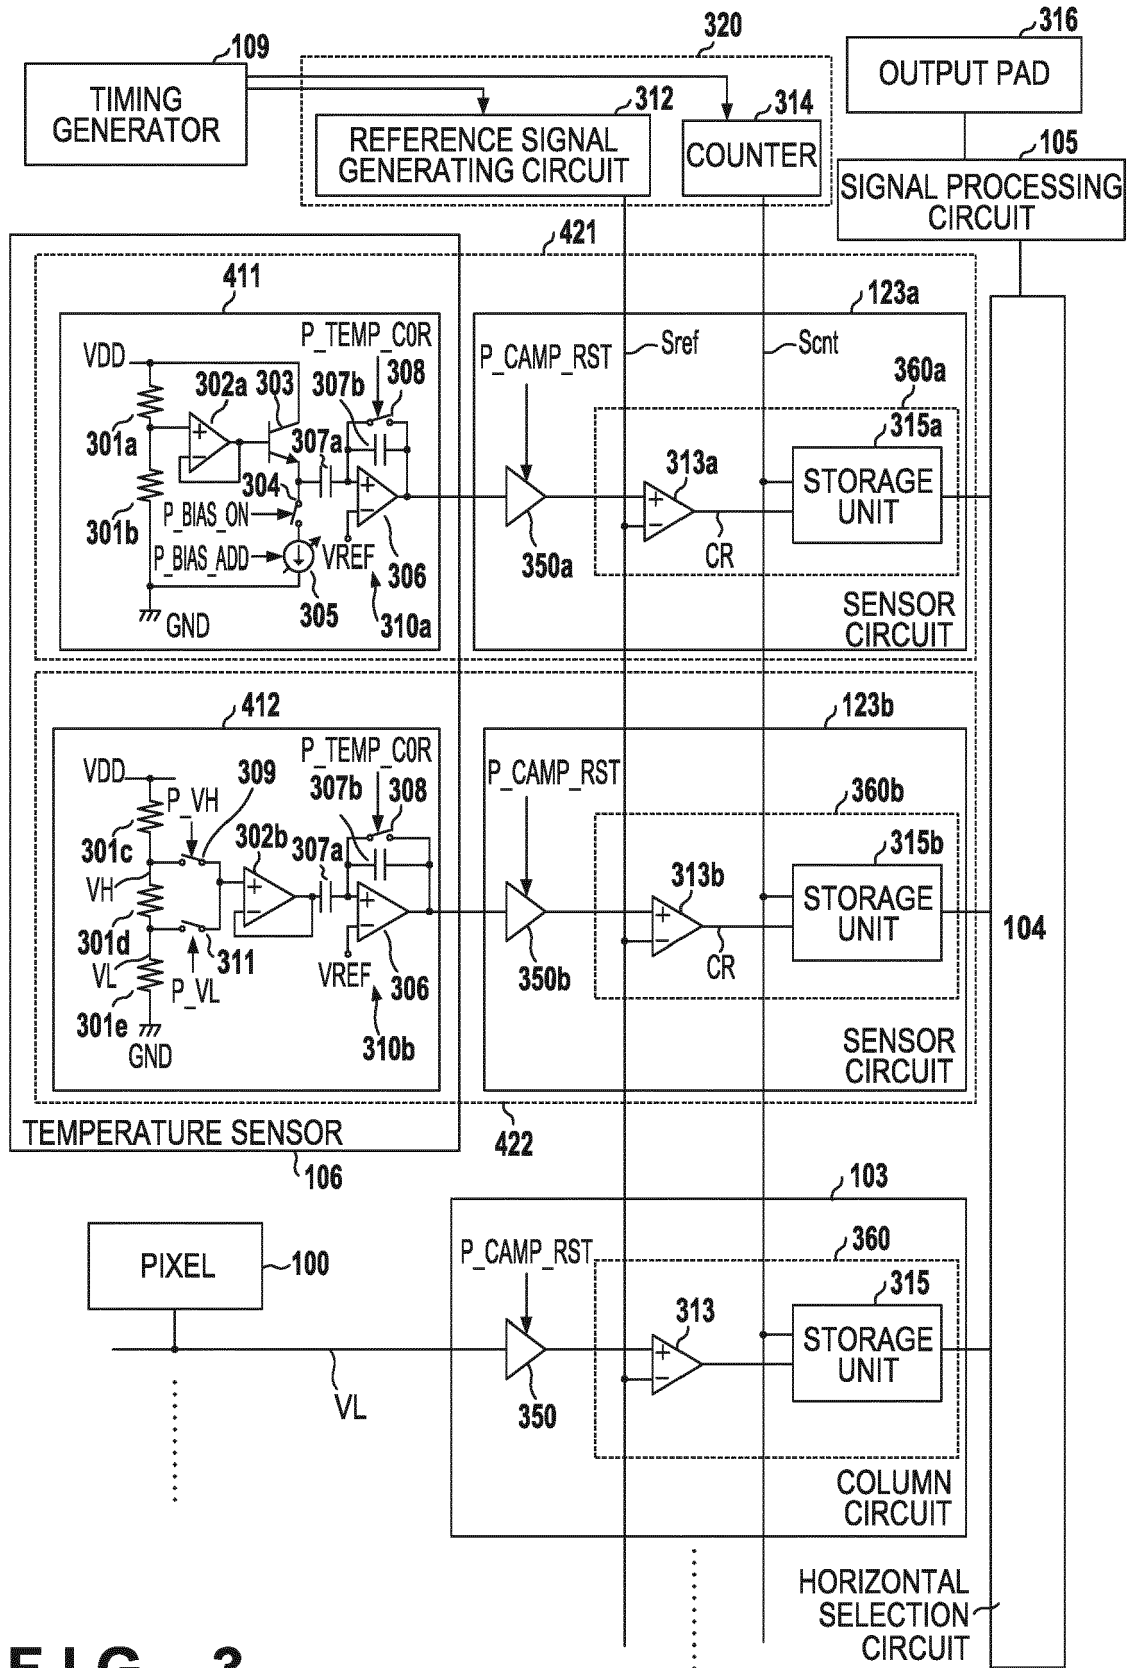 320
316
109
TIMING
GENERATOR
OUTPUT PAD
312
314
REFERENCE SIGNAL
GENERATING CIRCUIT
COUNTER
105
SIGNAL PROCESSING
CIRCUIT
421
411
123a
P_TEMP_COR
VDD
302a
303
307b
308
P_CAMP_RST
Sref
Scnt
360a
301a
307a
315a
313a
STORAGE
UNIT
304
P_BIAS_ON
301b
P_BIAS_ADD
VREF
306
350a
CR
305
310a
GND
SENSOR
CIRCUIT
412
123b
P_TEMP_COR
VDD
309
P_VH
307b
308
P_CAMP_RST
360b
301c
302b
307a
315b
VH
313b
STORAGE
UNIT
104
301d
311
VL
P_VL
VREF
306
350b
CR
301e
310b
GND
SENSOR
CIRCUIT
TEMPERATURE SENSOR
422
106
103
PIXEL
100
P_CAMP_RST
360
313
315
STORAGE
UNIT
VL
350
COLUMN
CIRCUIT
HORIZONTAL
SELECTION
CIRCUIT
FIG. 3